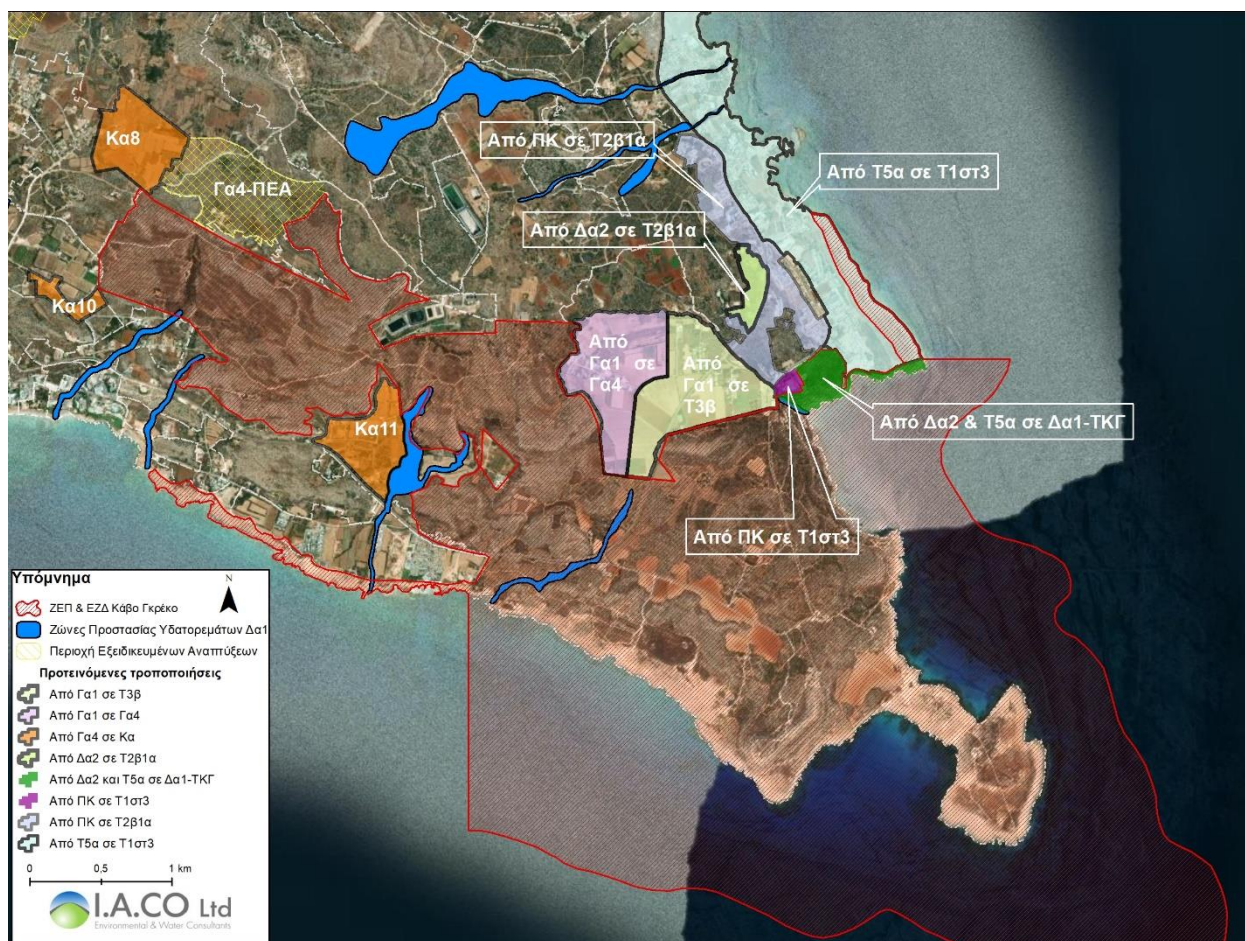 Κα8
Γα4-ΠΕΑ
Κα10
Κα11
Από ΠΚ σε Τ2β1α
Από Τ5α σε Τ1στ3
Από Δα2 σε Τ2β1α
Από
Γα1 σε
Γα4
Από
Γα1 σε
Τ3β
Από Δα2 & Τ5α σε Δα1-ΤΚΓ
Από ΠΚ σε Τ1στ3
Υπόμνημα
N
ΖΕΠ & ΕΖΔ Κάβο Γκρέκο
Ζώνες Προστασίας Υδατορεμάτων Δα1
Περιοχή Εξειδικευμένων Αναπτύξεων
Προτεινόμενες τροποποιήσεις
Από Γα1 σε Τ3β
Από Γα1 σε Γα4
Από Γα4 σε Κα
Από Δα2 σε Τ2β1α
Από Δα2 και Τ5α σε Δα1-ΤΚΓ
Από ΠΚ σε Τ1στ3
Από ΠΚ σε Τ2β1α
Από Τ5α σε Τ1στ3
0 0,5 1 km
I.A.CO Ltd
Environmental & Water Consultants